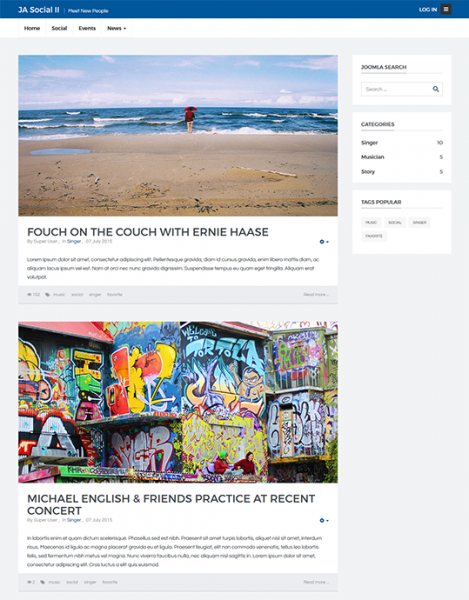 JA Social II | Meet New People
LOG IN
Home Social Events News
FOUCH ON THE COUCH WITH ERNIE HAASE
By Super User , In Singer , 07 July 2015
Lorem ipsum dolor sit amet, consectetur adipiscing elit. Pellentesque gravida, diam id cursus gravida, enim libero mattis diam, ac
aliquam lacus ipsum vel est. Nam at orci nec nunc gravida dignissim. Suspendisse tempus eu quam eget fringilla. Aliquam erat
volutpat.
music social singer favorite Read more ...
WELCOME
TO
MICHAEL ENGLISH & FRIENDS PRACTICE AT RECENT
CONCERT
By Super User , In Singer , 07 July 2015
In lobortis enim et quam dictum scelerisque. Phasellus sed est nibh. Praesent sit amet turpis lobortis, aliquet nisl sit amet, interdum
risus. Maecenas id ligula ac magna placerat gravida eu et ligula. Praesent feugiat, elit non commodo venenatis, tellus leo lobortis
felis, sed fermentum nibh metus vel magna. Nunc viverra faucibus nulla, nec aliquam nisl sagittis in. Lorem ipsum dolor sit amet,
consectetur adipiscing elit. Cras luctus a elit quis euismod.
2 music social singer favorite Read more ...
JOOMLA SEARCH
Search ...
CATEGORIES
Singer 10
Musician 5
Story 5
TAGS POPULAR
MUSIC SOCIAL SINGER
FAVORITE